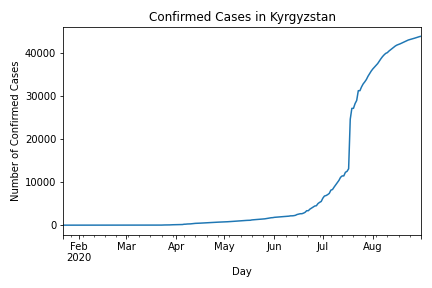 Confirmed Cases in Kyrgyzstan
Number of Confirmed Cases
40000
30000
20000
10000
0
Feb Mar Apr May Jun Jul Aug
2020
Day